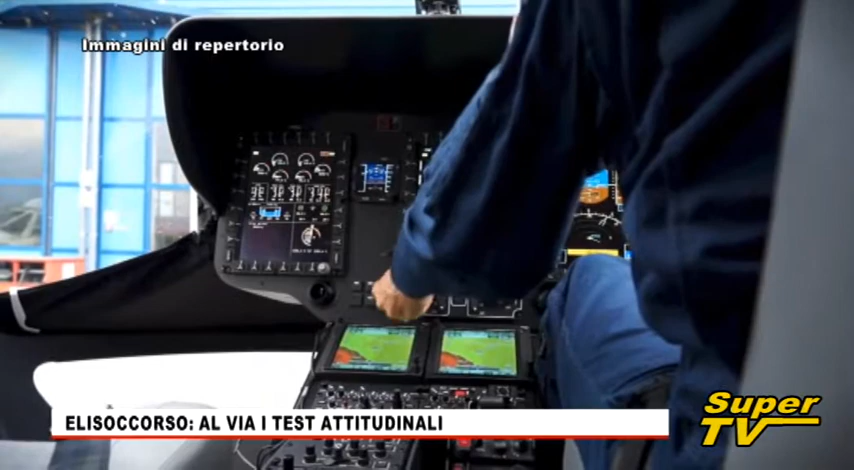 Immagini di repertorio
ELISOCCORSO: AL VIA I TEST ATTITUDINALI
Super
TV